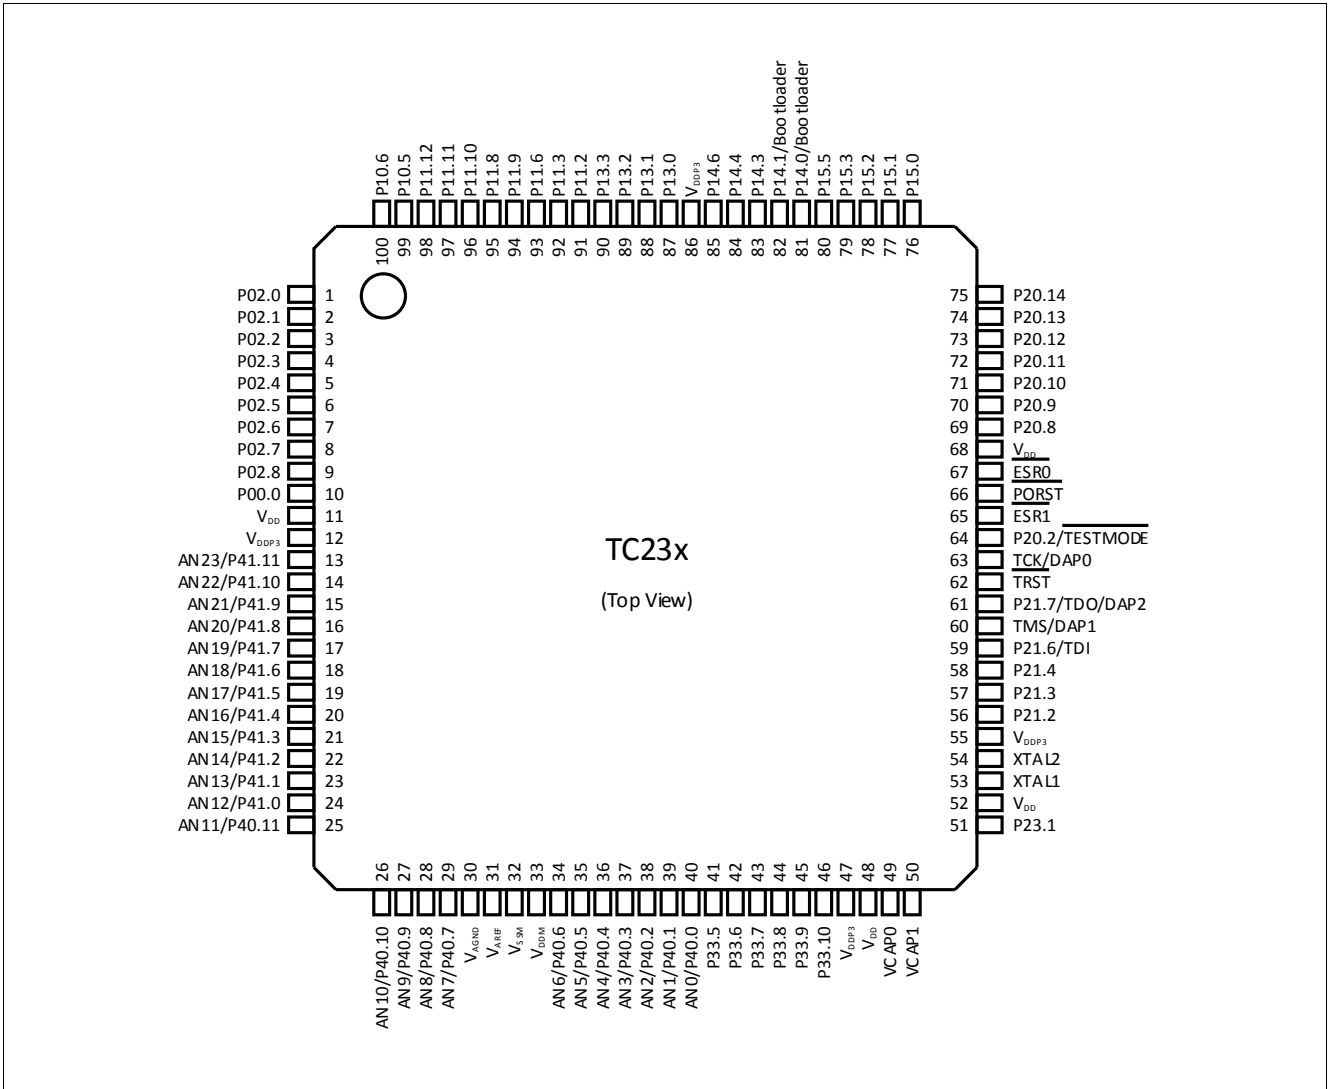 P10.6
P10.5
P11.12
P11.11
P11.10
P11.8
P11.9
P11.6
P11.3
P11.2
P13.3
P13.2
P13.1
P13.0
VDDP3
P14.6
P14.4
P14.3
P14.1/Bootloader
P14.0/Bootloader
P15.5
P15.3
P15.2
P15.1
P15.0
100
99
98
97
96
95
94
93
92
91
90
89
88
87
86
85
84
83
82
81
80
79
78
77
76
P02.0 1
P02.1 2
P02.2 3
P02.3 4
P02.4 5
P02.5 6
P02.6 7
P02.7 8
P02.8 9
P00.0 10
VDD 11
VDDP3 12
AN23/P41.11 13
AN22/P41.10 14
AN21/P41.9 15
AN20/P41.8 16
AN19/P41.7 17
AN18/P41.6 18
AN17/P41.5 19
AN16/P41.4 20
AN15/P41.3 21
AN14/P41.2 22
AN13/P41.1 23
AN12/P41.0 24
AN11/P40.11 25
TC23x
(Top View)
75 P20.14
74 P20.13
73 P20.12
72 P20.11
71 P20.10
70 P20.9
69 P20.8
68 VDD
67 ESR0
66 PORST
65 ESR1
64 P20.2/TESTMODE
63 TCK/DAP0
62 TRST
61 P21.7/TDO/DAP2
60 TMS/DAP1
59 P21.6/TDI
58 P21.4
57 P21.3
56 P21.2
55 VDDP3
54 XTAL2
53 XTAL1
52 VDD
51 P23.1
26
27
28
29
30
31
32
33
34
35
36
37
38
39
40
41
42
43
44
45
46
47
48
49
50
AN10/P40.10
AN9/P40.9
AN8/P40.8
AN7/P40.7
VAGND
VAREF
VSSM
VDDM
AN6/P40.6
AN5/P40.5
AN4/P40.4
AN3/P40.3
AN2/P40.2
AN1/P40.1
AN0/P40.0
P33.5
P33.6
P33.7
P33.8
P33.9
P33.10
VDDP3
VDD
VCAP0
VCAP1